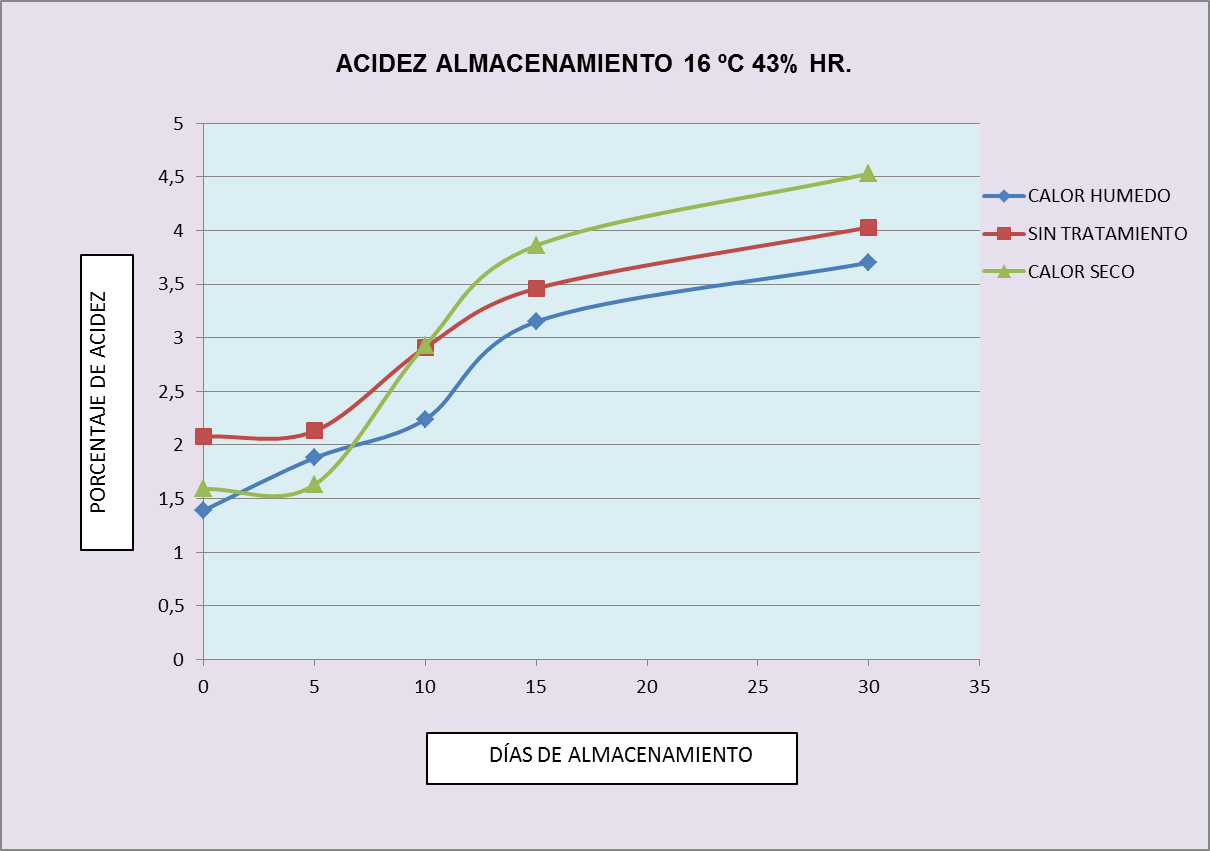 ACIDEZ ALMACENAMIENTO 16 ºC 43% HR.
5
4,5
4
3,5
3
2,5
2
1,5
1
0,5
0
PORCENTAJE DE ACIDEZ
0 5 10 15 20 25 30 35
DÍAS DE ALMACENAMIENTO
CALOR HUMEDO
SIN TRATAMIENTO
CALOR SECO